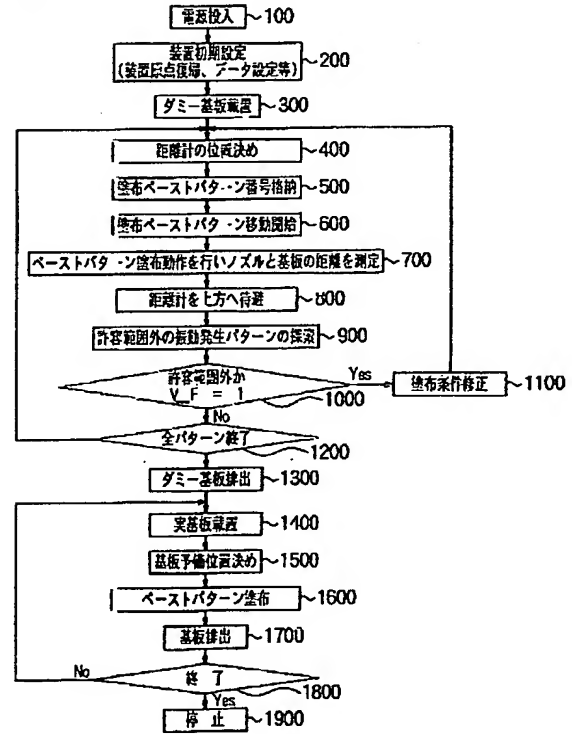 電源投入 100
装置初期設定
(装置原点復帰、データ設定等) 200
ダミー基板載置 300
距離計の位置決め 400
塗布ペーストパターン番号格納 500
塗布ペーストパターン移動開始 600
ペーストパターン塗布動作を行いノズルと基板の距離を測定 700
距離計を上方へ待避 800
許容範囲外の振動発生パターンの探索 900
許容範囲外か
V_F = 1
1000
Yes
塗布条件修正 1100
No
全パターン終了
1200
ダミー基板排出 1300
実基板載置 1400
基板予備位置決め 1500
ペーストパターン塗布 1600
基板排出 1700
No
終 了
1800
Yes
停 止 1900